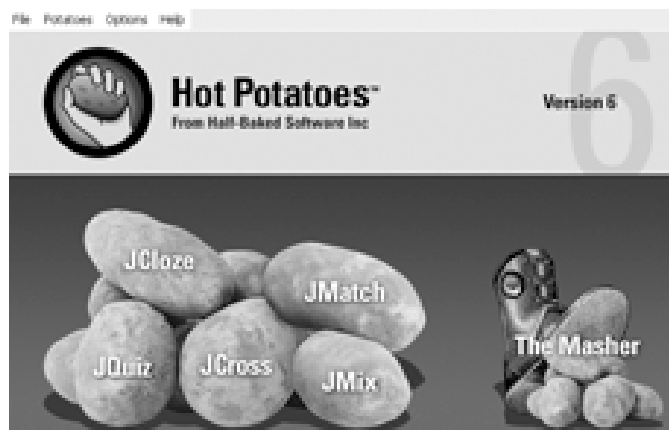 File Potatoes Options Help
Hot Potatoes™
From Half-Baked Software Inc
Version 6
6
JCloze
JMatch
JQuiz
JCross
JMix
The Masher